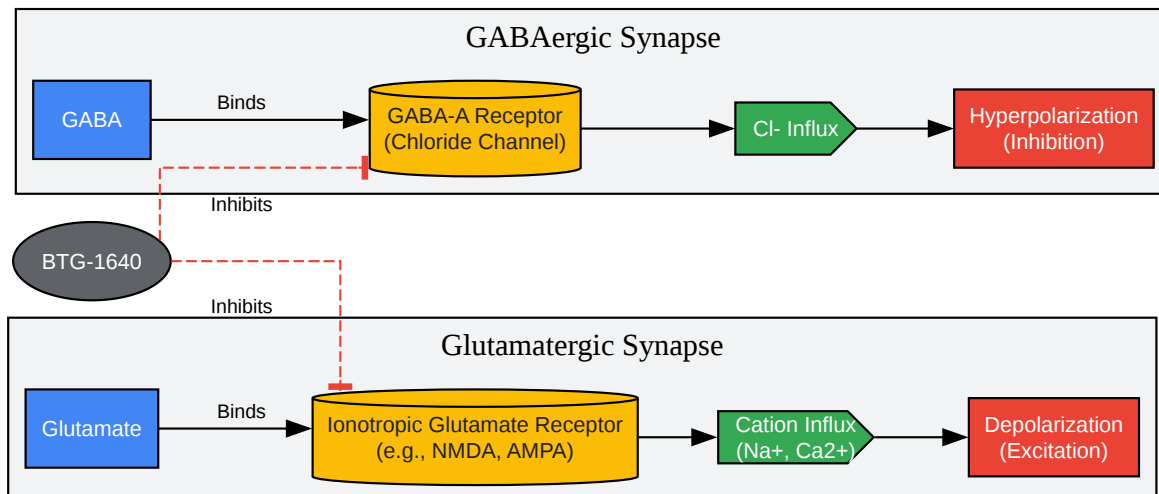 GABAergic Synapse
GABA
Binds
GABA-A Receptor
(Chloride Channel)
Cl- Influx
Hyperpolarization
(Inhibition)
Inhibits
BTG-1640
Inhibits
Glutamatergic Synapse
Glutamate
Binds
Ionotropic Glutamate Receptor
(e.g., NMDA, AMPA)
Cation Influx
(Na+, Ca2+)
Depolarization
(Excitation)